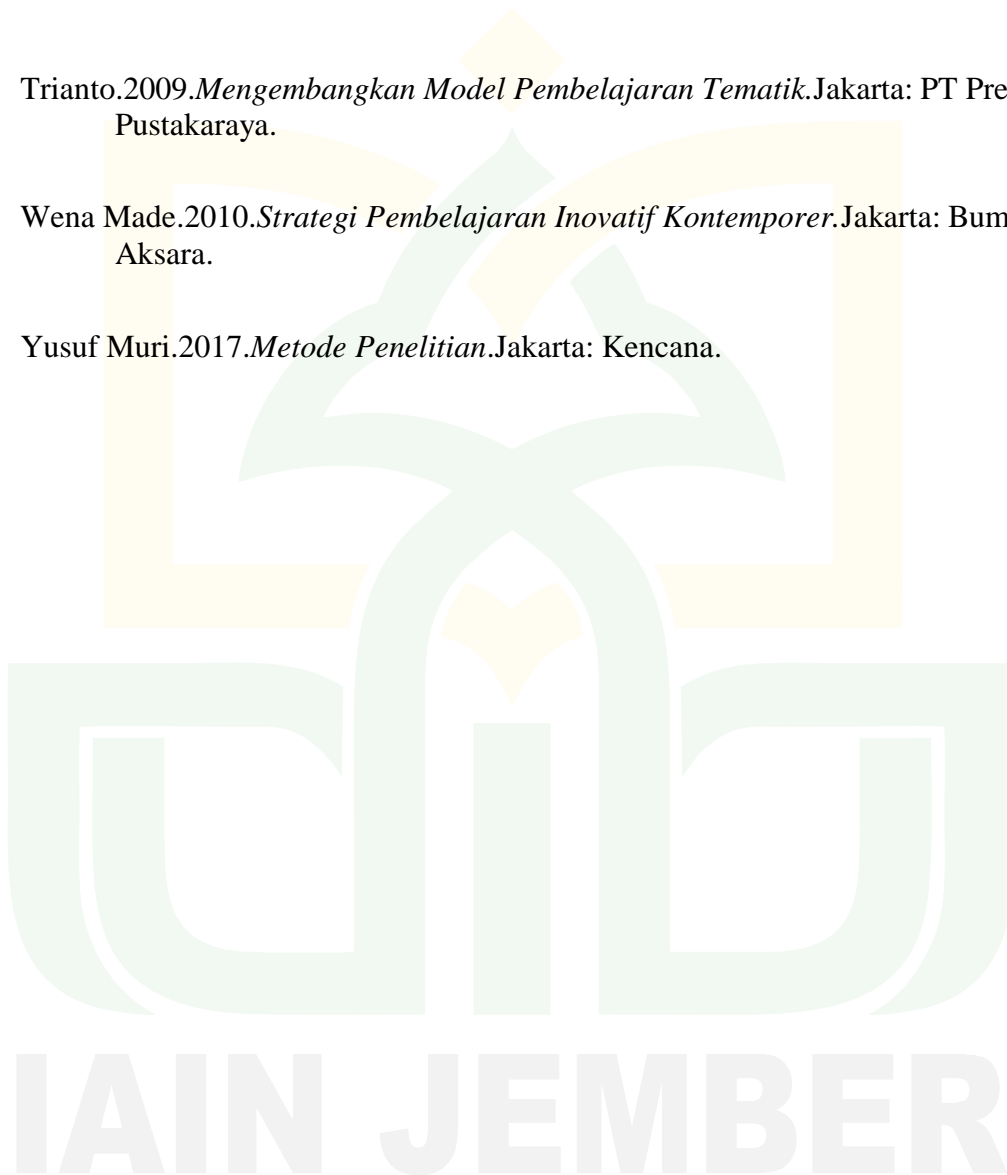 Trianto.2009.Mengembangkan Model Pembelajaran Tematik.Jakarta: PT Pre
Pustakaraya.
Wena Made.2010.Strategi Pembelajaran Inovatif Kontemporer.Jakarta: Bum
Aksara.
Yusuf Muri.2017.Metode Penelitian.Jakarta: Kencana.
IAIN JEMBER